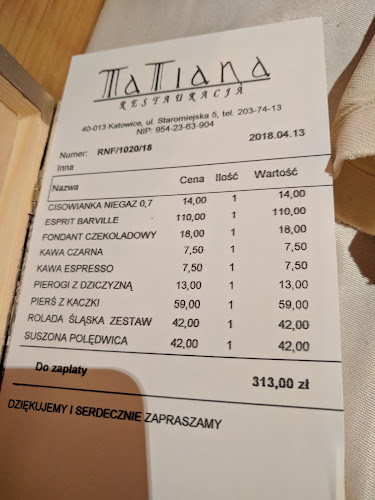 TaTiana
RESTAURACJA
40-013 Katowice, ul. Staromiejska 5, tel. 203-74-13
NIP: 954-23-63-904
Numer: RNF/1020/18 2018.04.13
Inna
Nazwa Cena Ilość Wartość
CISOWIANKA NIEGAZ 0,7 14,00 1 14,00
ESPRIT BARVILLE 110,00 1 110,00
FONDANT CZEKOLADOWY 18,00 1 18,00
KAWA CZARNA 7,50 1 7,50
KAWA ESPRESSO 7,50 1 7,50
PIEROGI Z DZICZYZNĄ 13,00 1 13,00
PIERŚ Z KACZKI 59,00 1 59,00
ROLADA ŚLĄSKA ZESTAW 42,00 1 42,00
SUSZONA POLĘDWICA 42,00 1 42,00
Do zapłaty 313,00 zł
DZIĘKUJEMY I SERDECZNIE ZAPRASZAMY